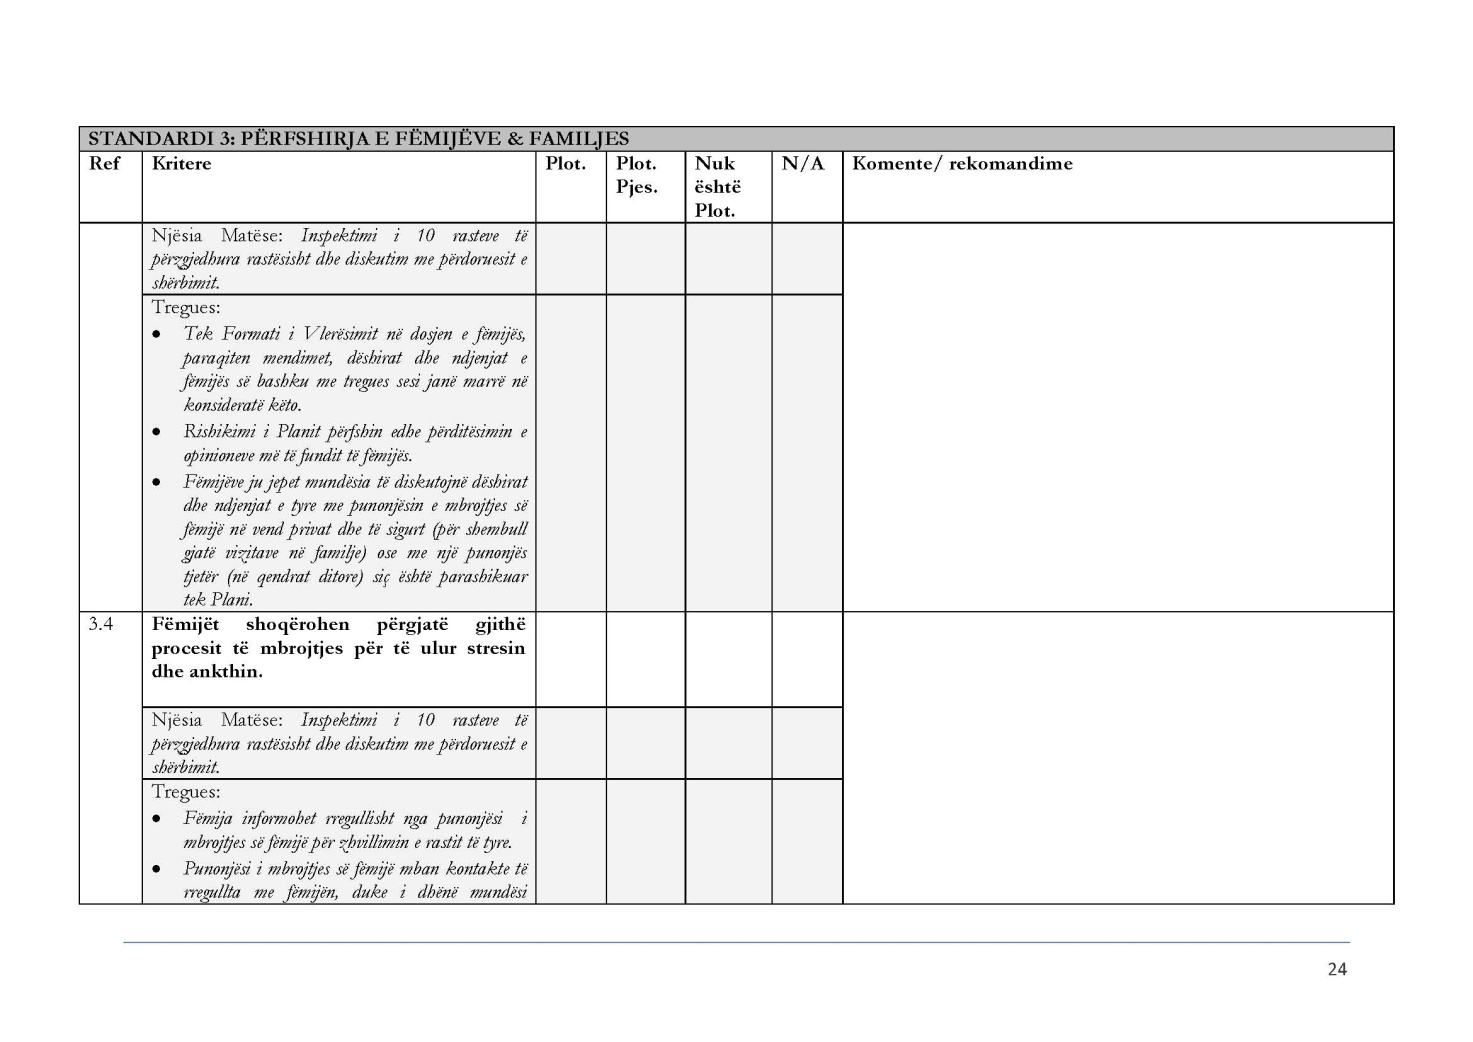 STANDARDI 3: PËRFSHIRJA E FËMIJËVE & FAMILJES
Ref Kritere Plot. Plot. Pjes. Nuk është Plot. N/A Komente/ rekomandime
Njësia Matëse: Inspektimi i 10 rasteve të
përzgjedhura rastësisht dhe diskutim me përdoruesit e
shërbimit.
Tregues:
• Tek Formati i Vlerësimit në dosjen e fëmijës,
paraqiten mendimet, dëshirat dhe ndjenjat e
fëmijës së bashku me tregues sesi janë marrë në
konsideratë këto.
• Rishikimi i Planit përfshin edhe përditësimin e
opinioneve më të fundit të fëmijës.
• Fëmijëve ju jepet mundësia të diskutojnë dëshirat
dhe ndjenjat e tyre me punonjësin e mbrojtjes së
fëmijë në vend privat dhe të sigurt (për shembull
gjatë vizitave në familje) ose me një punonjës
tjetër (në qendrat ditore) siç është parashikuar
tek Plani.
3.4 Fëmijët shoqërohen përgjatë gjithë
procesit të mbrojtjes për të ulur stresin
dhe ankthin.
Njësia Matëse: Inspektimi i 10 rasteve të
përzgjedhura rastësisht dhe diskutim me përdoruesit e
shërbimit.
Tregues:
• Fëmija informohet rregullisht nga punonjësi i
mbrojtjes së fëmijë për zhvillimin e rastit të tyre.
• Punonjësi i mbrojtjes së fëmijë mban kontakte të
rregullta me fëmijën, duke i dhënë mundësi
24